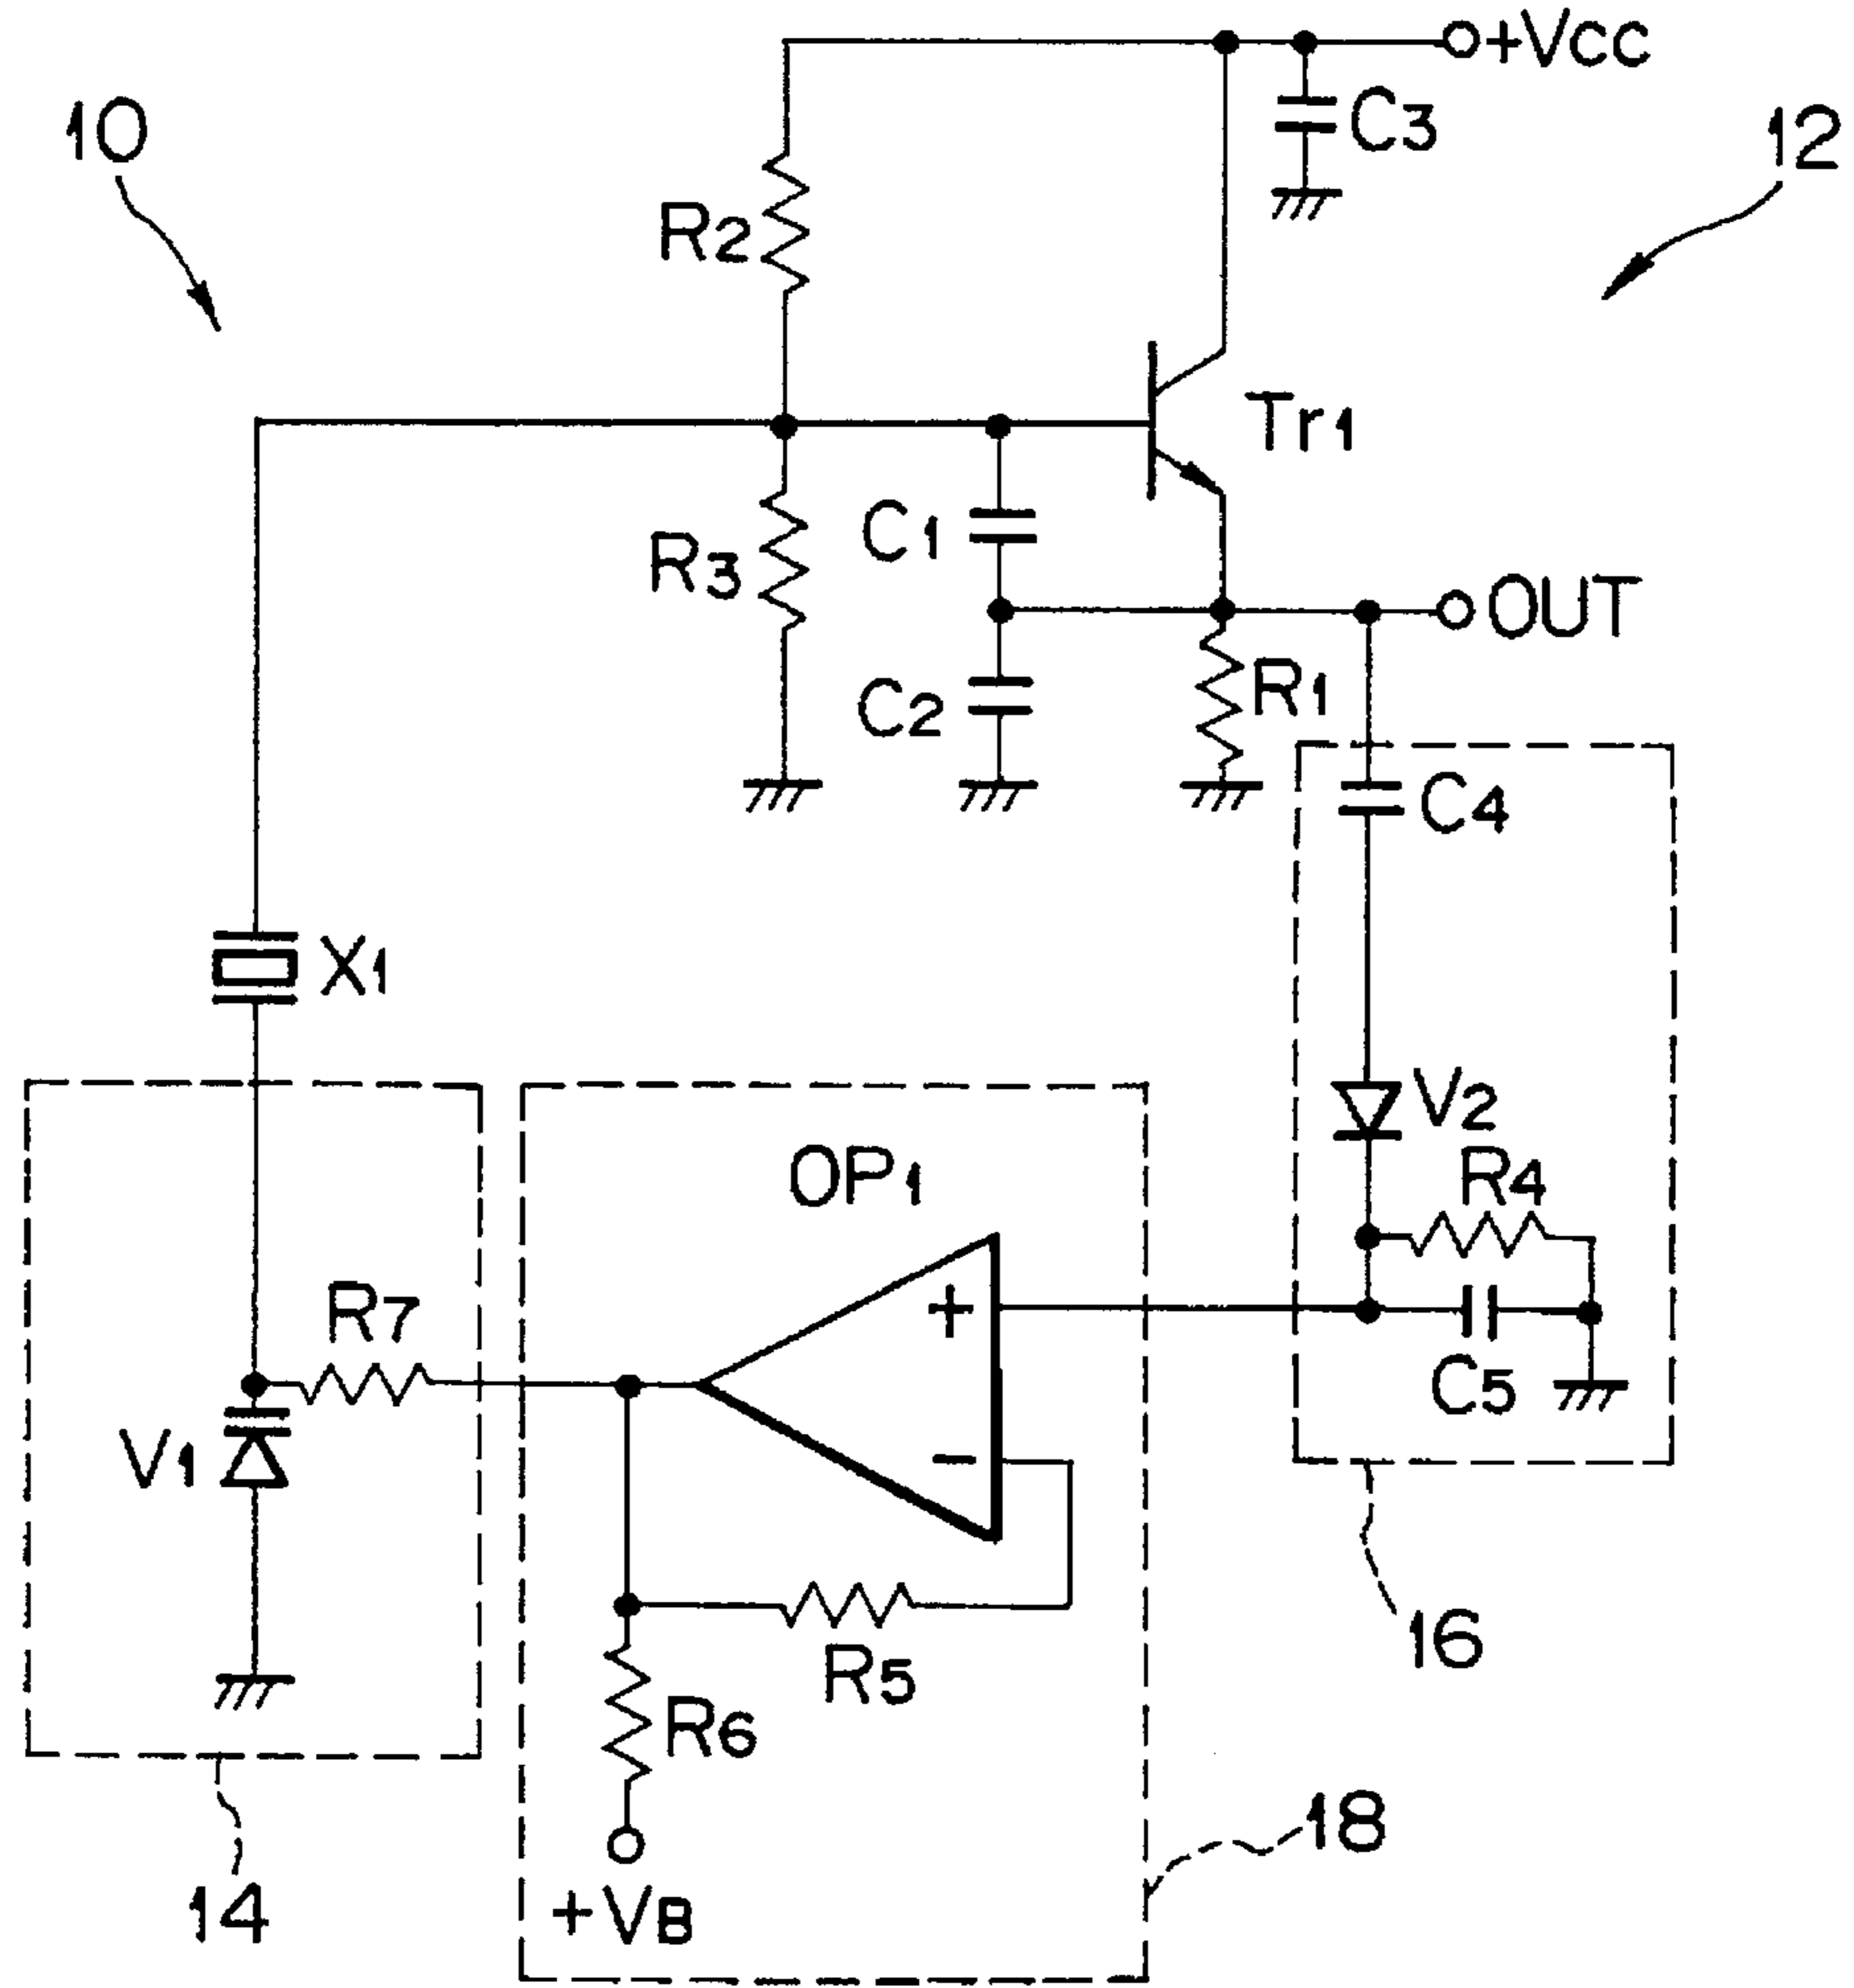 +Vcc
10
C3
12
R2
Tr1
C1
R3
OUT
R1
C2
C4
X1
V2
OP1
R4
R7
+
C5
V1
-
16
R5
R6
18
14
+VB